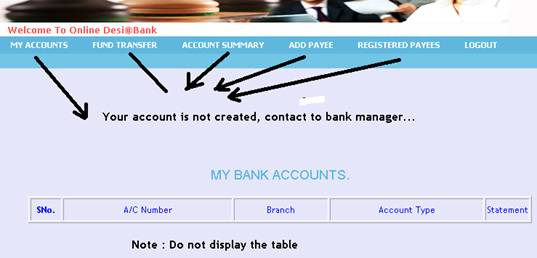 Welcome To Online Desi@Bank
MY ACCOUNTS FUND TRANSFER ACCOUNT SUMMARY ADD PAYEE REGISTERED PAYEES LOGOUT
Your account is not created, contact to bank manager...
MY BANK ACCOUNTS.
SNo. A/C Number Branch Account Type Statement
Note : Do not display the table